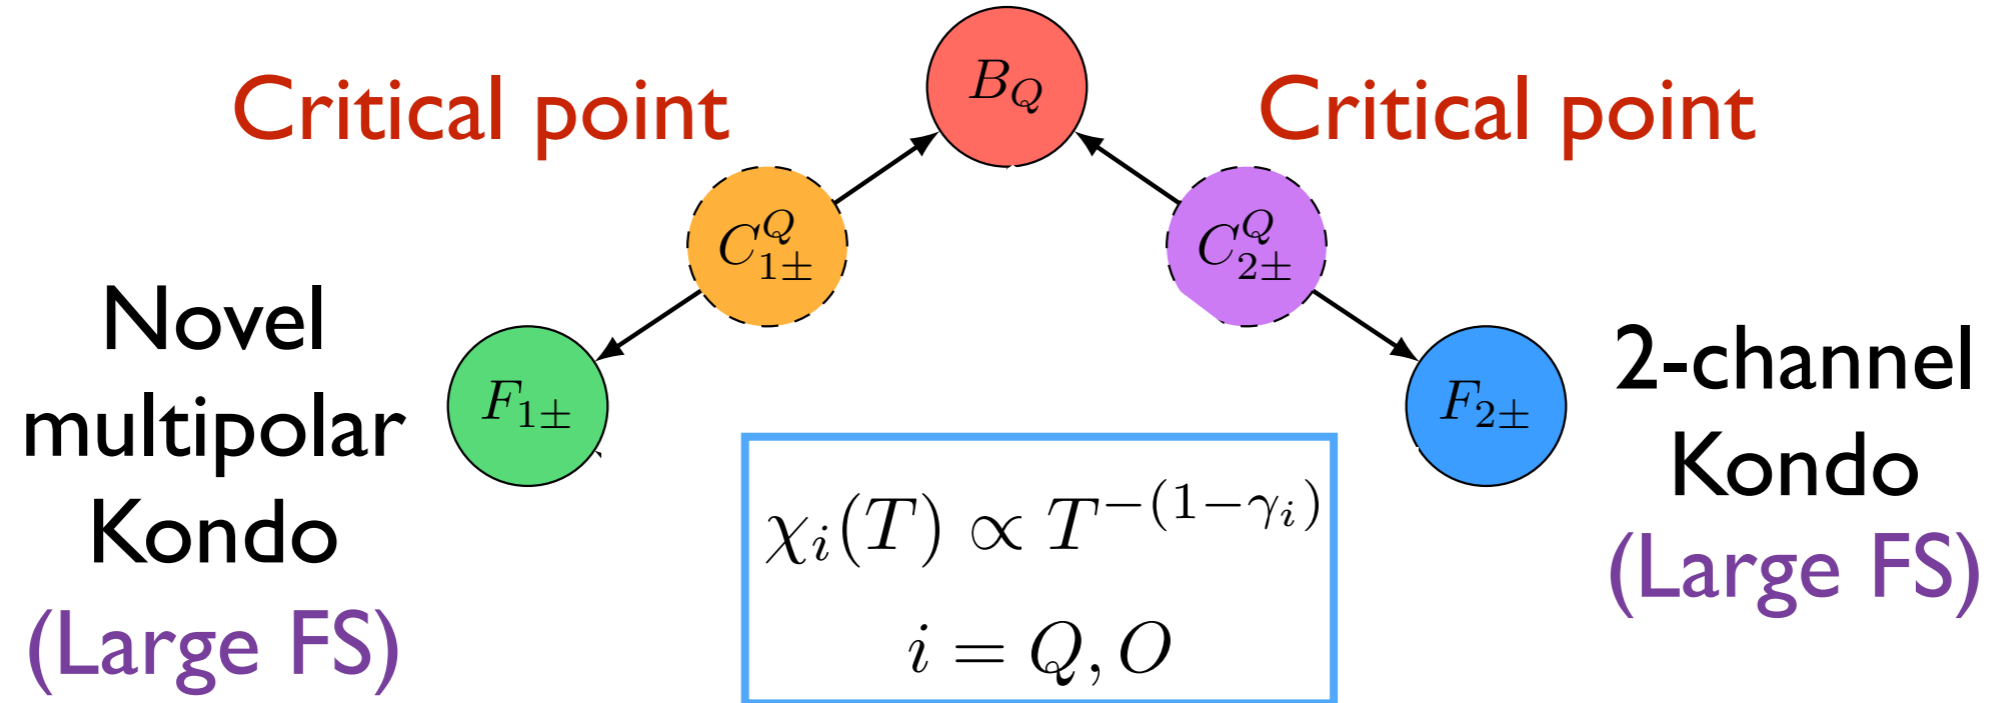 B_Q
Critical point
Critical point
C^Q_{1±}
C^Q_{2±}
Novel
multipolar
Kondo
(Large FS)
F_{1±}
F_{2±}
2-channel
Kondo
(Large FS)
χ_i(T) ∝ T^{-(1-γ_i)}
i = Q, O